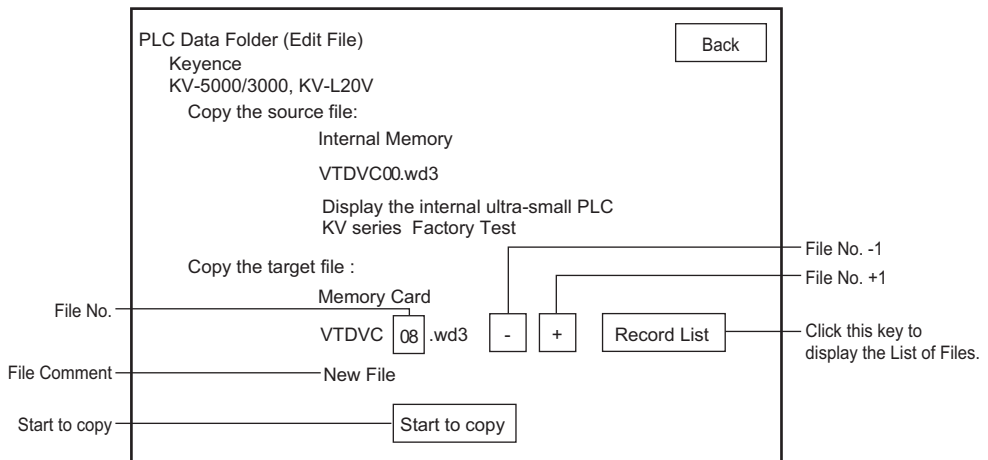 PLC Data Folder (Edit File)
Back
Keyence
KV-5000/3000, KV-L20V
Copy the source file:
Internal Memory
VTDVC00.wd3
Display the internal ultra-small PLC
KV series  Factory Test
Copy the target file :
Memory Card
VTDVC 08 .wd3 - + Record List
New File
Start to copy
File No. -1
File No. +1
File No.
Click this key to
display the List of Files.
File Comment
Start to copy